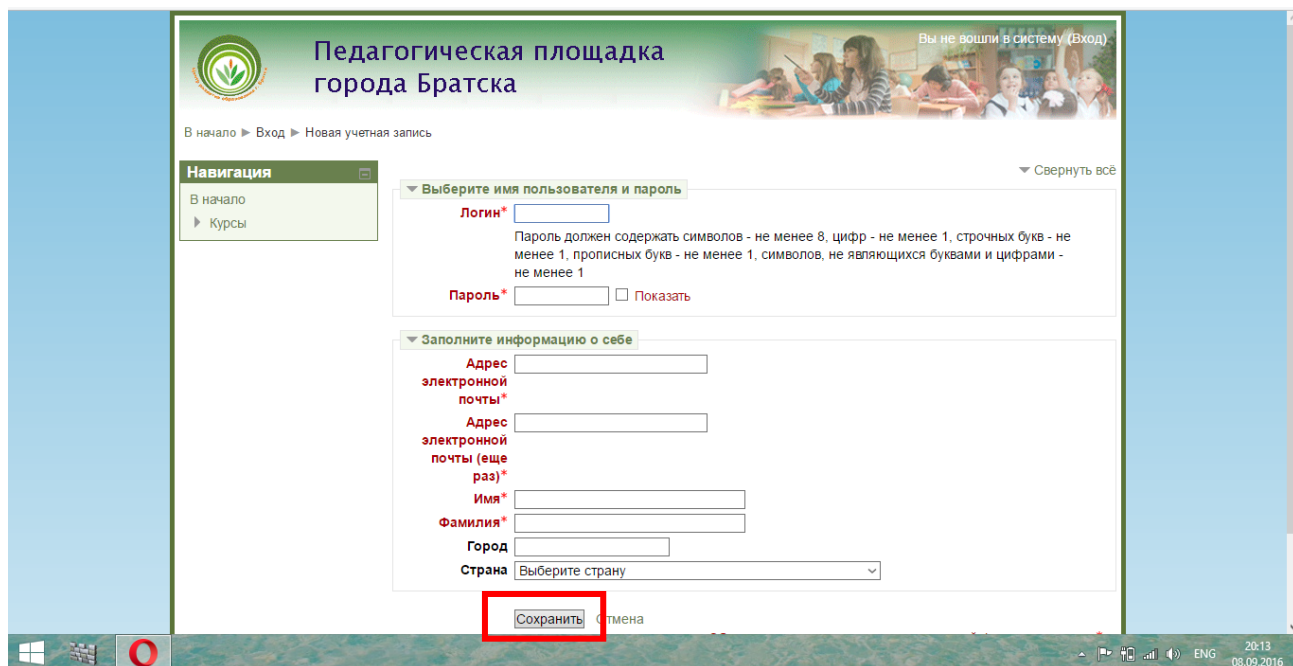 Вы не вошли в систему (Вход)
Педагогическая площадка
города Братска
В начало ► Вход ► Новая учетная запись
Навигация
В начало
Курсы
Свернуть всё
Выберите имя пользователя и пароль
Логин*
Пароль должен содержать символов - не менее 8, цифр - не менее 1, строчных букв - не
менее 1, прописных букв - не менее 1, символов, не являющихся буквами и цифрами -
не менее 1
Пароль* Показать
Заполните информацию о себе
Адрес
электронной
почты*
Адрес
электронной
почты (еще
раз)*
Имя*
Фамилия*
Город
Страна Выберите страну
Сохранить Отмена
ENG
20:13
08.09.2016